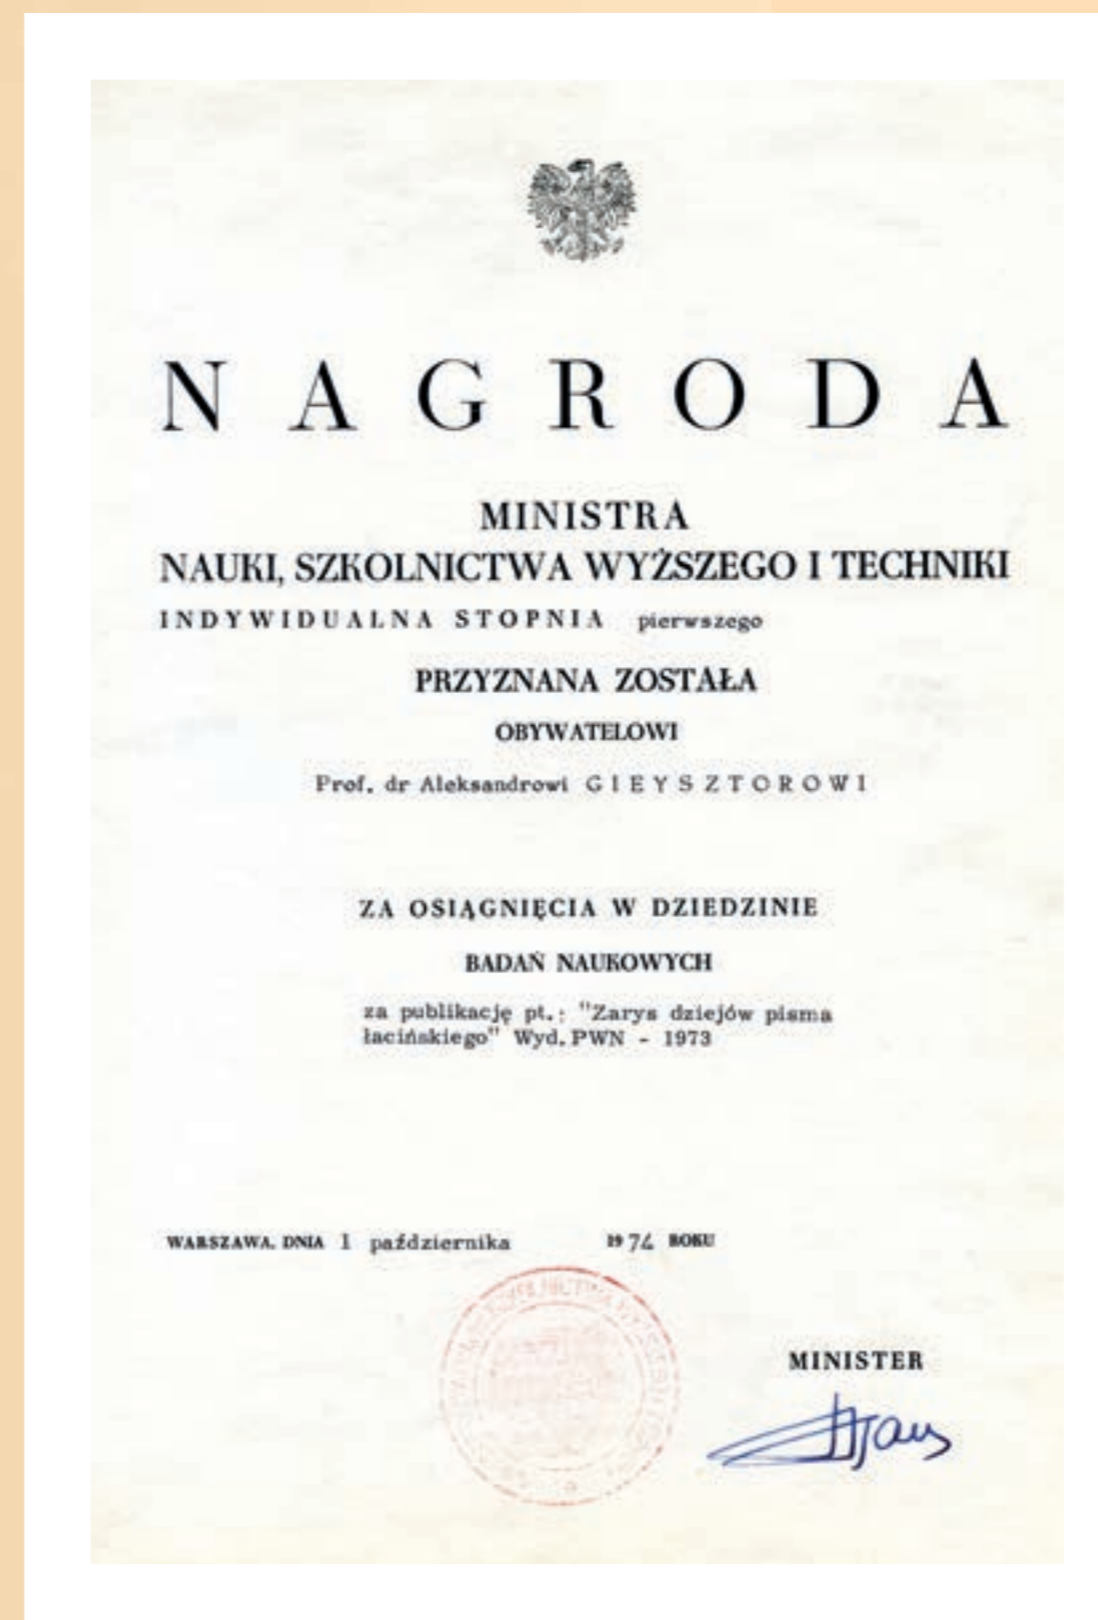 NAGRODA
MINISTRA
NAUKI, SZKOLNICTWA WYŻSZEGO I TECHNIKI
INDYWIDUALNA STOPNIA pierwszego
PRZYZNANA ZOSTAŁA
OBYWATELOWI
Prof. dr Aleksandrowi GIEYSZTOROWI
ZA OSIĄGNIĘCIA W DZIEDZINIE
BADAŃ NAUKOWYCH
za publikację pt.: "Zarys dziejów pisma
łacińskiego" Wyd. PWN - 1973
WARSZAWA, DNIA 1 października 1974 ROKU
MINISTER